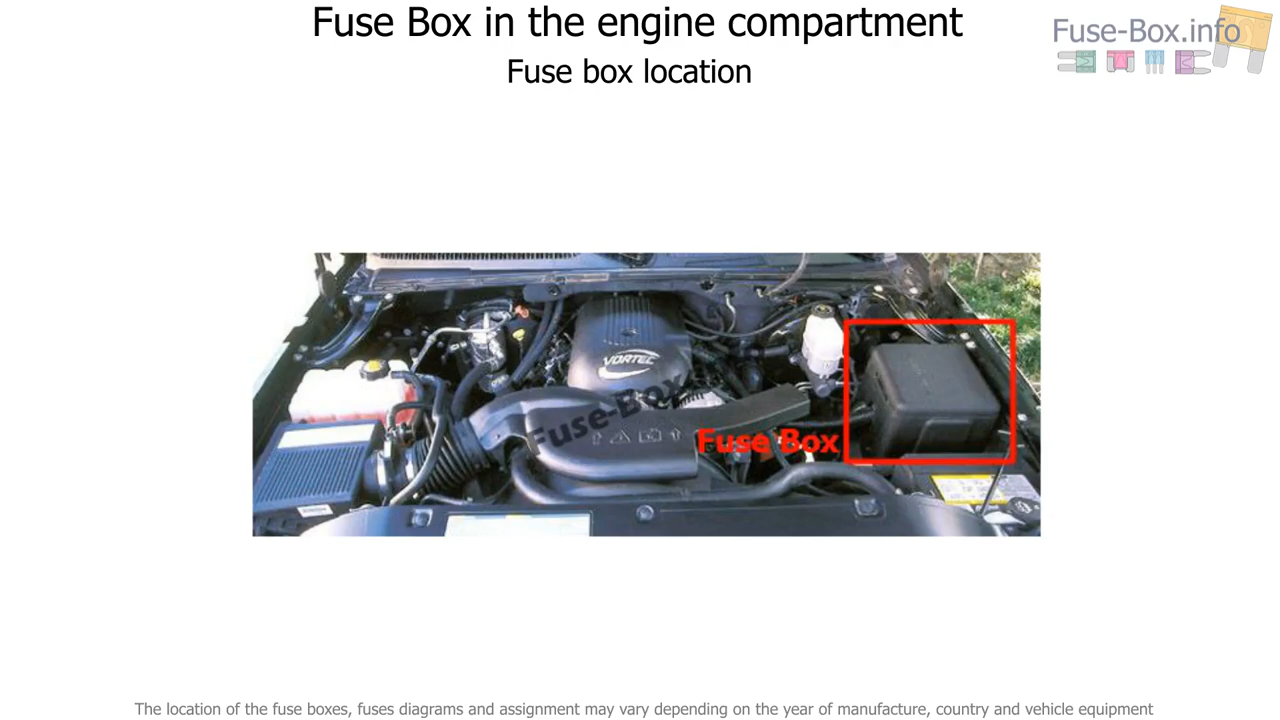 Fuse Box in the engine compartment
Fuse box location
Fuse-Box.info
VORTEC
Fuse-Box
Fuse Box
The location of the fuse boxes, fuses diagrams and assignment may vary depending on the year of manufacture, country and vehicle equipment